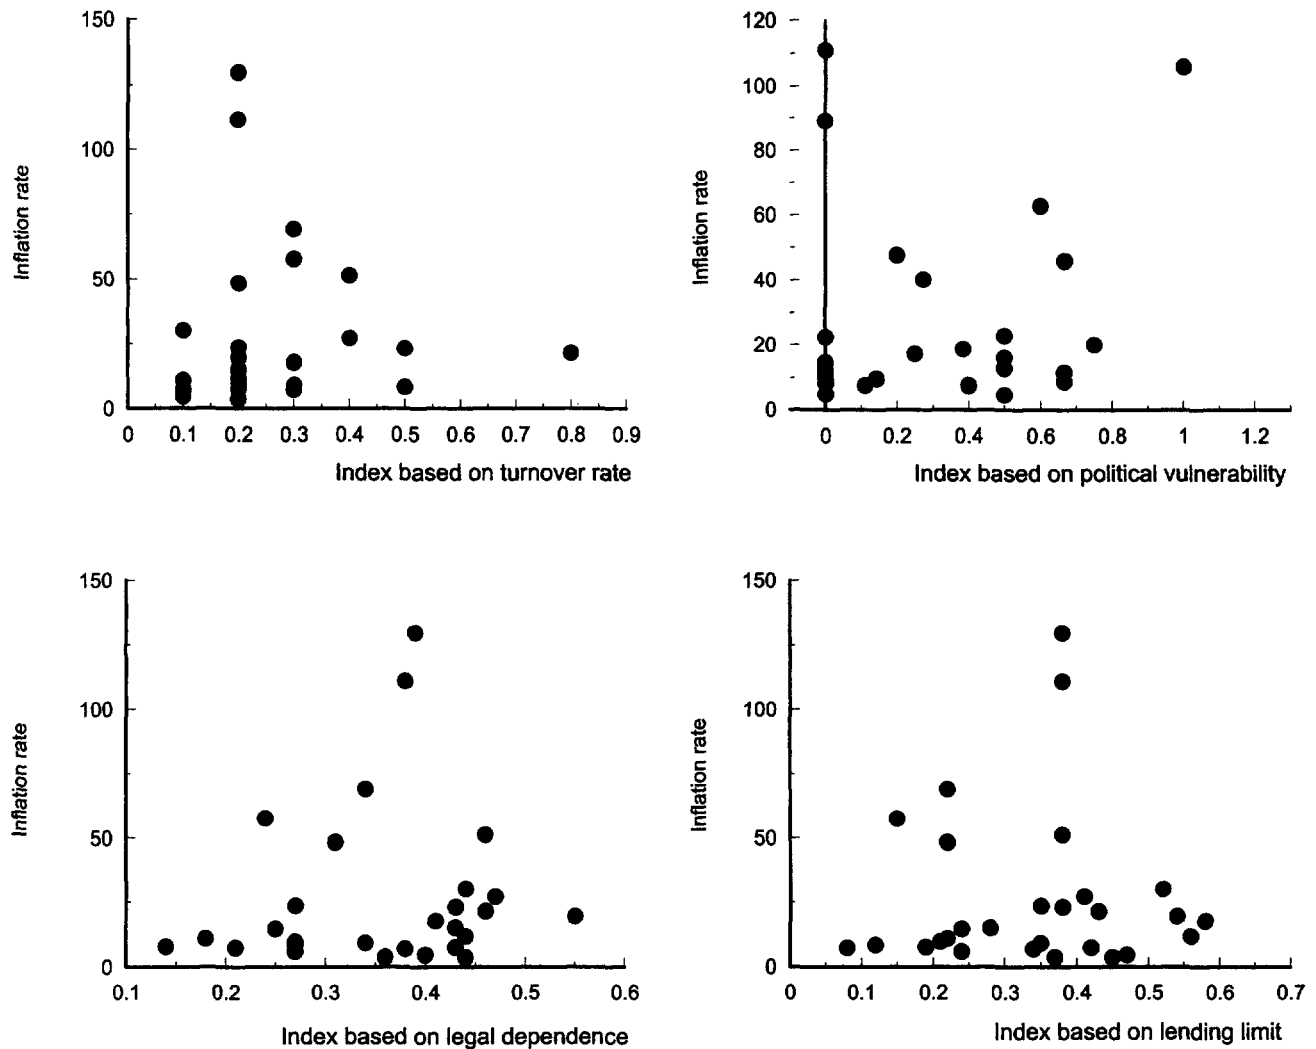 150
100
50
0
Inflation rate
0 0.1 0.2 0.3 0.4 0.5 0.6 0.7 0.8 0.9
Index based on turnover rate
120
100
80
60
40
20
0
Inflation rate
0 0.2 0.4 0.6 0.8 1 1.2
Index based on political vulnerability
150
100
50
0
Inflation rate
0.1 0.2 0.3 0.4 0.5 0.6
Index based on legal dependence
150
100
50
0
Inflation rate
0 0.1 0.2 0.3 0.4 0.5 0.6 0.7
Index based on lending limit